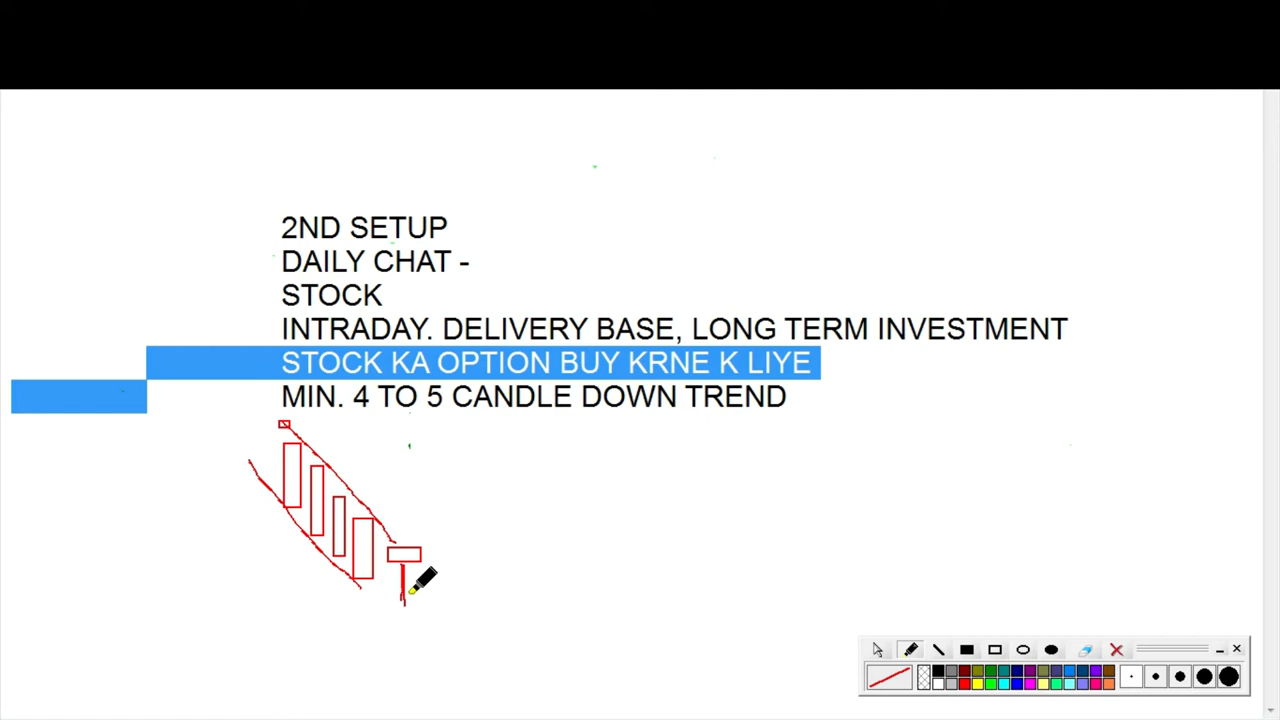 2ND SETUP
DAILY CHAT -
STOCK
INTRADAY. DELIVERY BASE, LONG TERM INVESTMENT
STOCK KA OPTION BUY KRNE K LIYE
MIN. 4 TO 5 CANDLE DOWN TREND